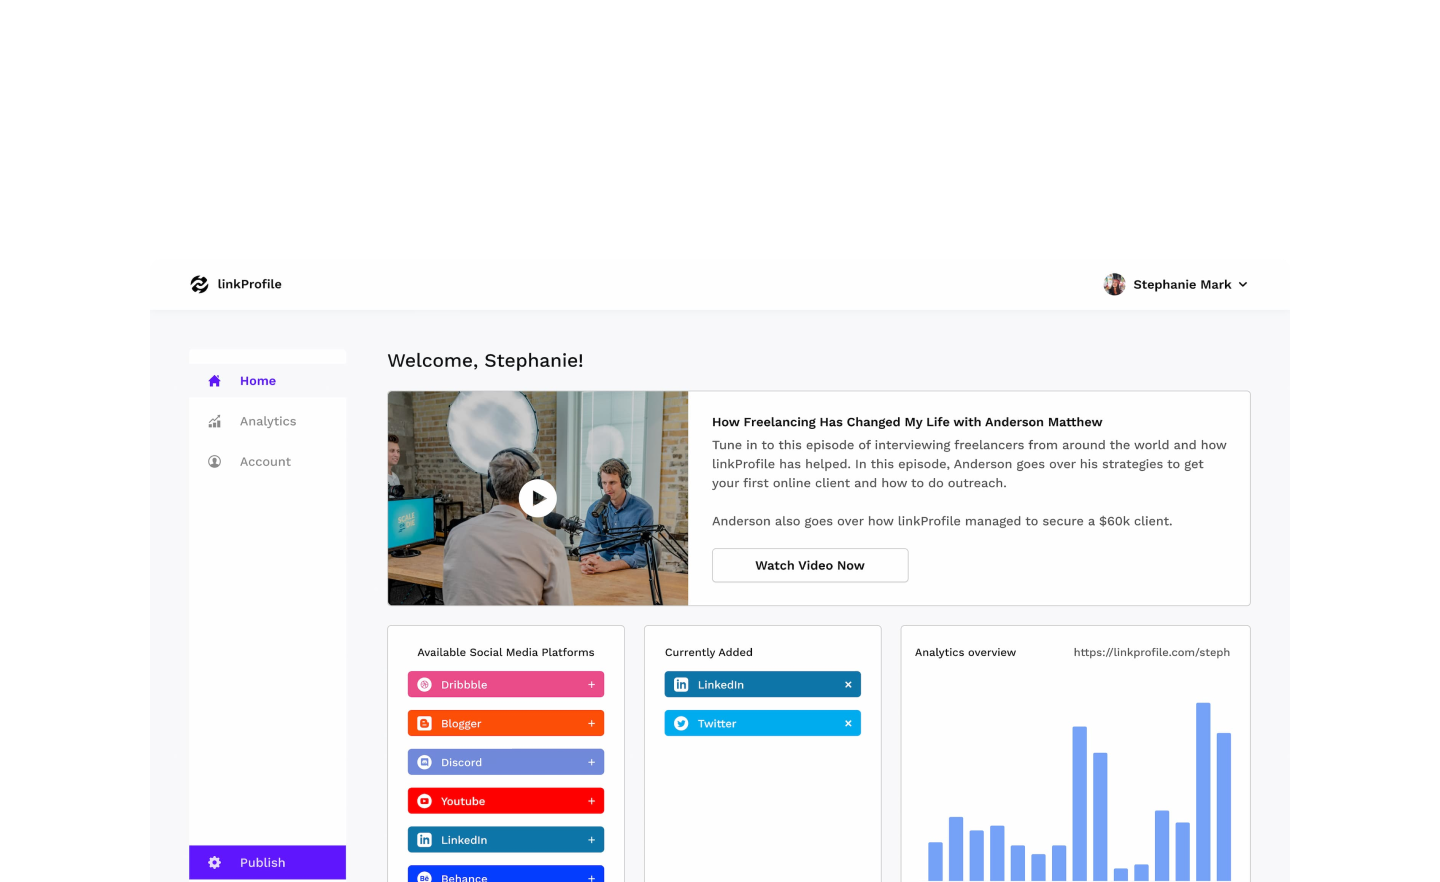 linkProfile
Stephanie Mark
Home
Analytics
Account
Publish
Welcome, Stephanie!
How Freelancing Has Changed My Life with Anderson Matthew
Tune in to this episode of interviewing freelancers from around the world and how
linkProfile has helped. In this episode, Anderson goes over his strategies to get
your first online client and how to do outreach.
Anderson also goes over how linkProfile managed to secure a $60k client.
Watch Video Now
Available Social Media Platforms
Dribbble +
Blogger +
Discord +
Youtube +
LinkedIn +
Behance +
Currently Added
LinkedIn ×
Twitter ×
Analytics overview
https://linkprofile.com/steph